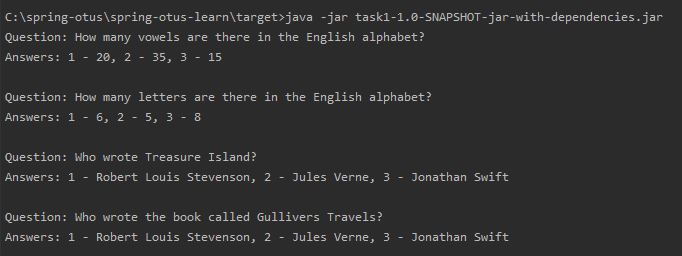 C:\spring-otus\spring-otus-learn\target>java -jar task1-1.0-SNAPSHOT-jar-with-dependencies.jar
Question: How many vowels are there in the English alphabet?
Answers: 1 - 20, 2 - 35, 3 - 15
Question: How many letters are there in the English alphabet?
Answers: 1 - 6, 2 - 5, 3 - 8
Question: Who wrote Treasure Island?
Answers: 1 - Robert Louis Stevenson, 2 - Jules Verne, 3 - Jonathan Swift
Question: Who wrote the book called Gullivers Travels?
Answers: 1 - Robert Louis Stevenson, 2 - Jules Verne, 3 - Jonathan Swift